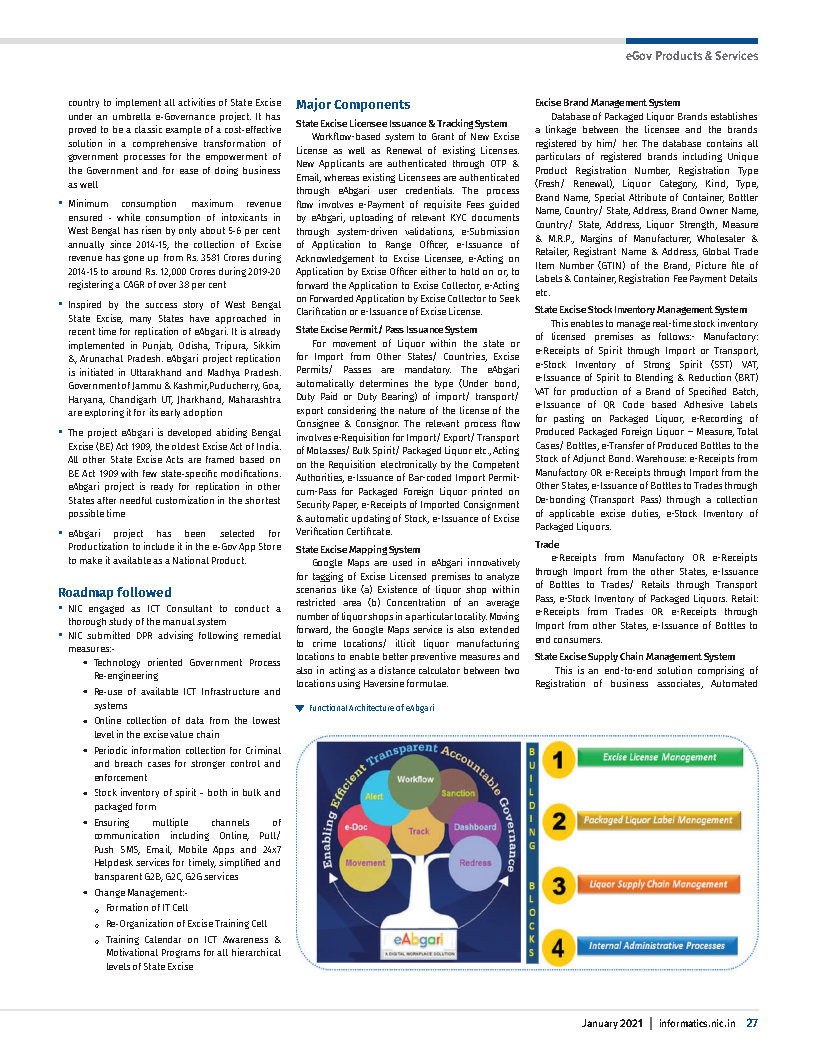 eGov Products & Services
country to implement all activities of State Excise
under an umbrella e-Governance project. It has
proved to be a classic example of a cost-effective
solution in a comprehensive transformation of
government processes for the empowerment of
the Government and for ease of doing business
as well
• Minimum consumption maximum revenue
ensured - while consumption of intoxicants in
West Bengal has risen by only about 5-6 per cent
annually since 2014-15, the collection of Excise
revenue has gone up from Rs. 3581 Crores during
2014-15 to around Rs. 12,000 Crores during 2019-20
registering a CAGR of over 38 per cent
• Inspired by the success story of West Bengal
State Excise, many States have approached in
recent time for replication of eAbgari. It is already
implemented in Punjab, Odisha, Tripura, Sikkim
&, Arunachal Pradesh. eAbgari project replication
is initiated in Uttarakhand and Madhya Pradesh.
Government of Jammu & Kashmir,Puducherry, Goa,
Haryana, Chandigarh UT, Jharkhand, Maharashtra
are exploring it for its early adoption
• The project eAbgari is developed abiding Bengal
Excise (BE) Act 1909, the oldest Excise Act of India.
All other State Excise Acts are framed based on
BE Act 1909 with few state-specific modifications.
eAbgari project is ready for replication in other
States after needful customization in the shortest
possible time
• eAbgari project has been selected for
Productization to include it in the e-Gov App Store
to make it available as a National Product.
Roadmap followed
• NIC engaged as ICT Consultant to conduct a
thorough study of the manual system
• NIC submitted DPR advising following remedial
measures:-
• Technology oriented Government Process
Re-engineering
• Re-use of available ICT Infrastructure and
systems
• Online collection of data from the lowest
level in the excise value chain
• Periodic information collection for Criminal
and breach cases for stronger control and
enforcement
• Stock inventory of spirit - both in bulk and
packaged form
• Ensuring multiple channels of
communication including Online, Pull/
Push SMS, Email, Mobile Apps and 24x7
Helpdesk services for timely, simplified and
transparent G2B, G2C, G2G services
• Change Management:-
o Formation of IT Cell
o Re-Organization of Excise Training Cell
o Training Calendar on ICT Awareness &
Motivational Programs for all hierarchical
levels of State Excise
Major Components
State Excise Licensee Issuance & Tracking System
Workflow-based system to Grant of New Excise
License as well as Renewal of existing Licenses.
New Applicants are authenticated through OTP &
Email, whereas existing Licensees are authenticated
through eAbgari user credentials. The process
flow involves e-Payment of requisite Fees guided
by eAbgari, uploading of relevant KYC documents
through system-driven validations, e-Submission
of Application to Range Officer, e-Issuance of
Acknowledgement to Excise Licensee, e-Acting on
Application by Excise Officer either to hold on or, to
forward the Application to Excise Collector, e-Acting
on Forwarded Application by Excise Collector to Seek
Clarification or e-Issuance of Excise License.
State Excise Permit/ Pass Issuance System
For movement of Liquor within the state or
for Import from Other States/ Countries, Excise
Permits/ Passes are mandatory. The eAbgari
automatically determines the type (Under bond,
Duty Paid or Duty Bearing) of import/ transport/
export considering the nature of the license of the
Consignee & Consignor. The relevant process flow
involves e-Requisition for Import/ Export/ Transport
of Molasses/ Bulk Spirit/ Packaged Liquor etc., Acting
on the Requisition electronically by the Competent
Authorities, e-Issuance of Bar-coded Import Permit-
cum-Pass for Packaged Foreign Liquor printed on
Security Paper, e-Receipts of Imported Consignment
& automatic updating of Stock, e-Issuance of Excise
Verification Certificate.
State Excise Mapping System
Google Maps are used in eAbgari innovatively
for tagging of Excise Licensed premises to analyze
scenarios like (a) Existence of liquor shop within
restricted area (b) Concentration of an average
number of liquor shops in a particular locality. Moving
forward, the Google Maps service is also extended
to crime locations/ illicit liquor manufacturing
locations to enable better preventive measures and
also in acting as a distance calculator between two
locations using Haversine formulae.
Excise Brand Management System
Database of Packaged Liquor Brands establishes
a linkage between the licensee and the brands
registered by him/ her. The database contains all
particulars of registered brands including Unique
Product Registration Number, Registration Type
(Fresh/ Renewal), Liquor Category, Kind, Type,
Brand Name, Special Attribute of Container, Bottler
Name, Country/ State, Address, Brand Owner Name,
Country/ State, Address, Liquor Strength, Measure
& M.R.P., Margins of Manufacturer, Wholesaler &
Retailer, Registrant Name & Address, Global Trade
Item Number (GTIN) of the Brand, Picture file of
Labels & Container, Registration Fee Payment Details
etc.
State Excise Stock Inventory Management System
This enables to manage real-time stock inventory
of licensed premises as follows:- Manufactory:
e-Receipts of Spirit through Import or Transport,
e-Stock Inventory of Strong Spirit (SST) VAT,
e-Issuance of Spirit to Blending & Reduction (BRT)
VAT for production of a Brand of Specified Batch,
e-Issuance of QR Code based Adhesive Labels
for pasting on Packaged Liquor, e-Recording of
Produced Packaged Foreign Liquor – Measure, Total
Cases/ Bottles, e-Transfer of Produced Bottles to the
Stock of Adjunct Bond. Warehouse: e-Receipts from
Manufactory OR e-Receipts through Import from the
Other States, e-Issuance of Bottles to Trades through
De-bonding (Transport Pass) through a collection
of applicable excise duties, e-Stock Inventory of
Packaged Liquors.
Trade
e-Receipts from Manufactory OR e-Receipts
through Import from the other States, e-Issuance
of Bottles to Trades/ Retails through Transport
Pass, e-Stock Inventory of Packaged Liquors. Retail:
e-Receipts from Trades OR e-Receipts through
Import from other States, e-Issuance of Bottles to
end consumers.
State Excise Supply Chain Management System
This is an end-to-end solution comprising of
Registration of business associates, Automated
Functional Architecture of eAbgari
Enabling Efficient Transparent Accountable Governance
Workflow
Alert
Sanction
e-Doc
Track
Dashboard
Movement
Redress
eAbgari
A DIGITAL WORKPLACE SOLUTION
BUILDING BLOCKS
1 Excise License Management
2 Packaged Liquor Label Management
3 Liquor Supply Chain Management
4 Internal Administrative Processes
January 2021 | informatics.nic.in 27